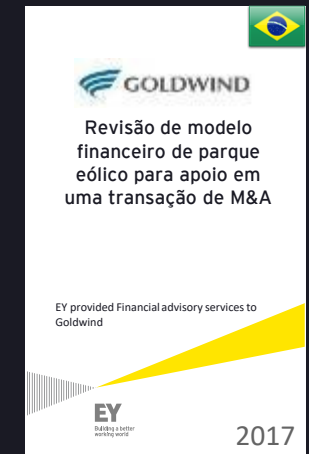 GOLDWIND
Revisão de modelo
financeiro de parque
eólico para apoio em
uma transação de M&A
EY provided Financial advisory services to
Goldwind
EY
Building a better
working world
2017